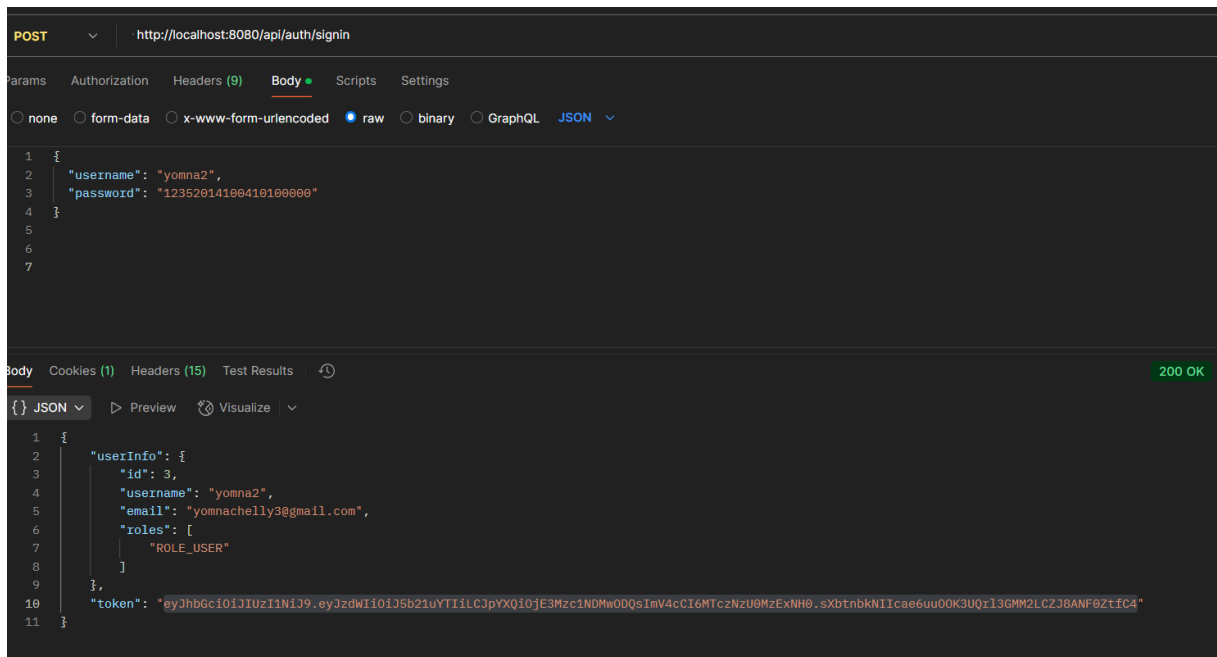 POST http://localhost:8080/api/auth/signin
Params Authorization Headers (9) Body Scripts Settings
none form-data x-www-form-urlencoded raw binary GraphQL JSON
1 {
2 "username": "yomna2",
3 "password": "12352014100410100000"
4 }
5
6
7
Body Cookies (1) Headers (15) Test Results 200 OK
{} JSON Preview Visualize
1 {
2 "userInfo": {
3 "id": 3,
4 "username": "yomna2",
5 "email": "yomnachelly3@gmail.com",
6 "roles": [
7 "ROLE_USER"
8 ]
9 },
10 "token": "eyJhbGciOiJIUzI1NiJ9.eyJzdWIiOiJ5b21uYTIiLCJpYXQiOjE3Mzc1NDMwODQsImV4cCI6MTczNzU0MzExNH0.sXbtnbkNIIcae6uuOOK3UQrl3GMM2LCZJ8ANF0ZtfC4"
11 }